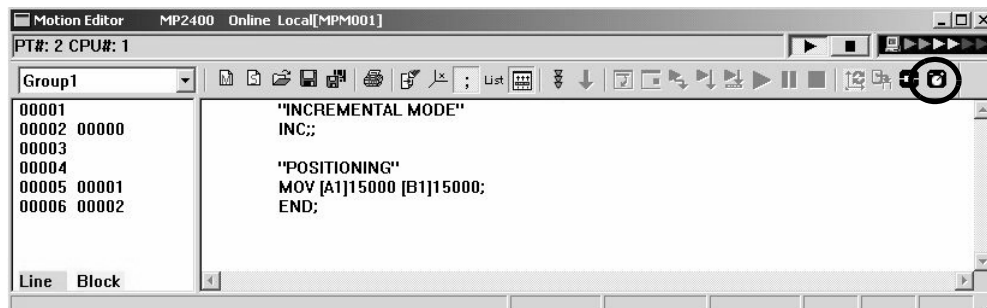 Motion Editor MP2400 Online Local[MPM001]
PT#: 2 CPU#: 1
Group1
M S ; List
00001 "INCREMENTAL MODE"
00002 00000 INC;;
00003
00004 "POSITIONING"
00005 00001 MOV [A1]15000 [B1]15000;
00006 00002 END;
Line Block